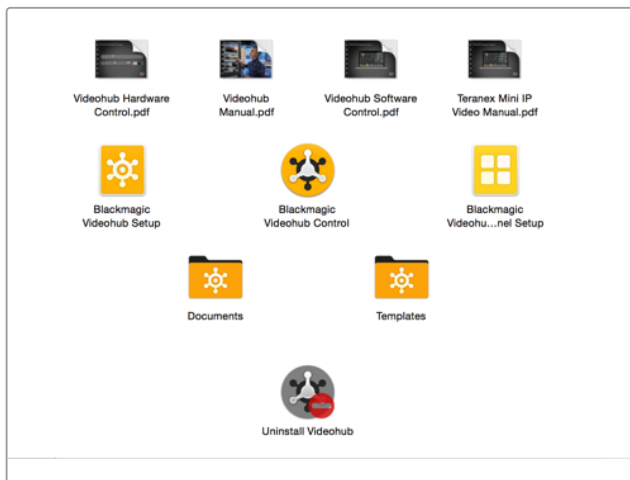 Videohub Hardware
Control.pdf
Videohub
Manual.pdf
Videohub Software
Control.pdf
Teranex Mini IP
Video Manual.pdf
Blackmagic
Videohub Setup
Blackmagic
Videohub Control
Blackmagic
Videohu...nel Setup
Documents
Templates
Uninstall Videohub